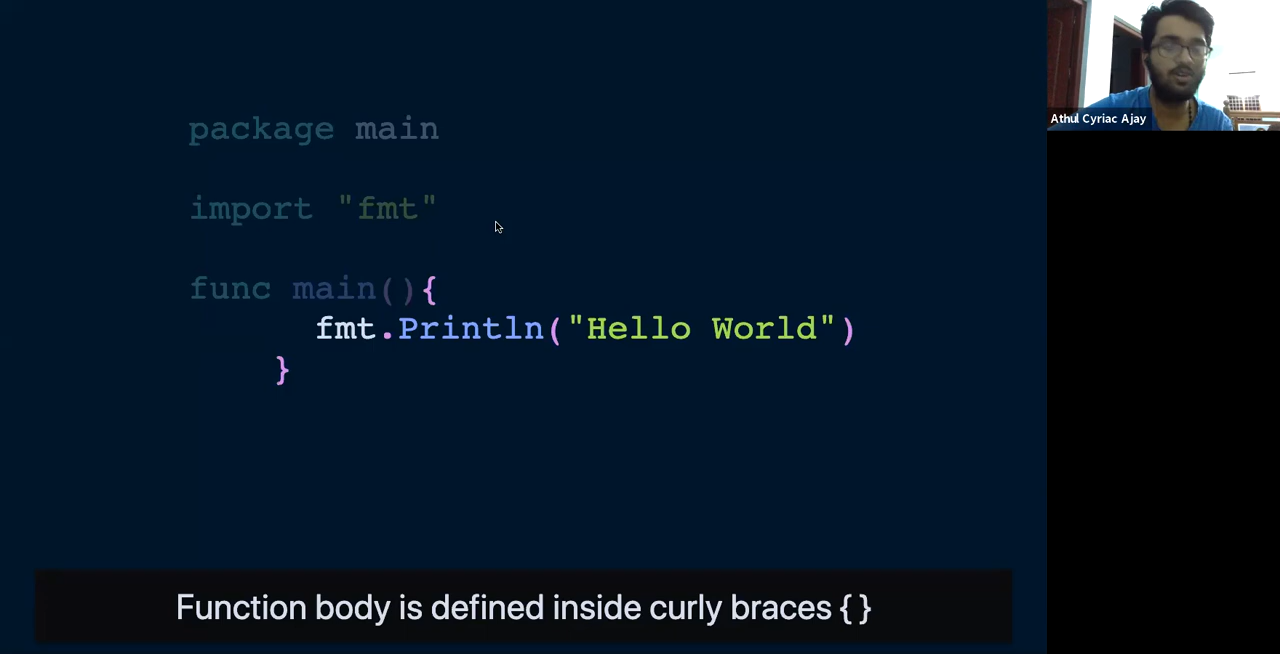 package main
import "fmt"
func main(){
fmt.Println("Hello World")
}
Function body is defined inside curly braces {}
Athul Cyriac Ajay